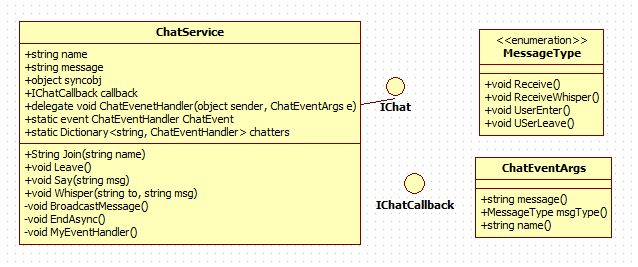 ChatService
+string name
+string message
+object syncobj
+IChatCallback callback
+delegate void ChatEvenetHandler(object sender, ChatEventArgs e)
+static event ChatEventHandler ChatEvent
+static Dictionary<string, ChatEventHandler> chatters
+String Join(string name)
+void Leave()
+void Say(string msg)
+void Whisper(string to, string msg)
-void BroadcastMessage()
-void EndAsync()
-void MyEventHandler()
IChat
IChatCallback
<<enumeration>>
MessageType
+void Receive()
+void ReceiveWhisper()
+void UserEnter()
+void USerLeave()
ChatEventArgs
+string message()
+MessageType msgType()
+string name()